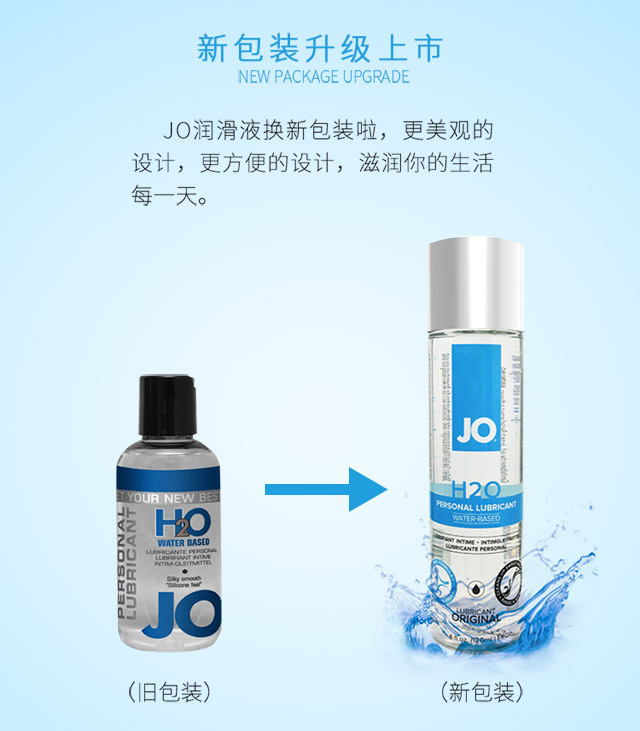 新包装升级上市
NEW PACKAGE UPGRADE
JO润滑液换新包装啦，更美观的
设计，更方便的设计，滋润你的生活
每一天。
YOUR NEW BES
H2O
WATER BASED
LUBRICANTE PERSONAL
LUBRIFIANT INTIME
INTIM-GLEITMITTEL
Silky smooth
"Silicone feel"
PERSONAL
LUBRICANT
JO
（旧包装）
JO
H2O
PERSONAL LUBRICANT
WATER-BASED
LUBRIFIANT INTIME • INTIMGLEITMITTEL
LUBRICANTE PERSONAL
LUBRICANT
ORIGINAL
4 fl.oz. (120mL)
（新包装）